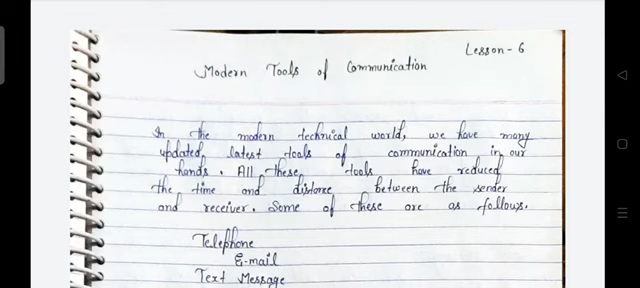 Lesson - 6
Modern Tools of Communication
In the modern technical world, we have many
updated latest tools of communication in our
hands. All these tools have reduced
the time and distance between the sender
and receiver. Some of these are as follows.
Telephone
E-mail
Text Message